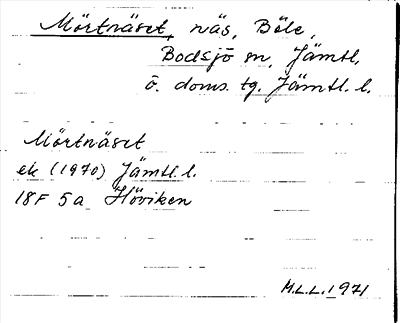 Mörtnäset, näs, Böle,
Bodsjö sn, Jämtl.
ö. doms. tg. Jämtl. l.
Mörtnäset
ek (1970) Jämtl. l.
18F 5a Höviken
M.L.L. 1971